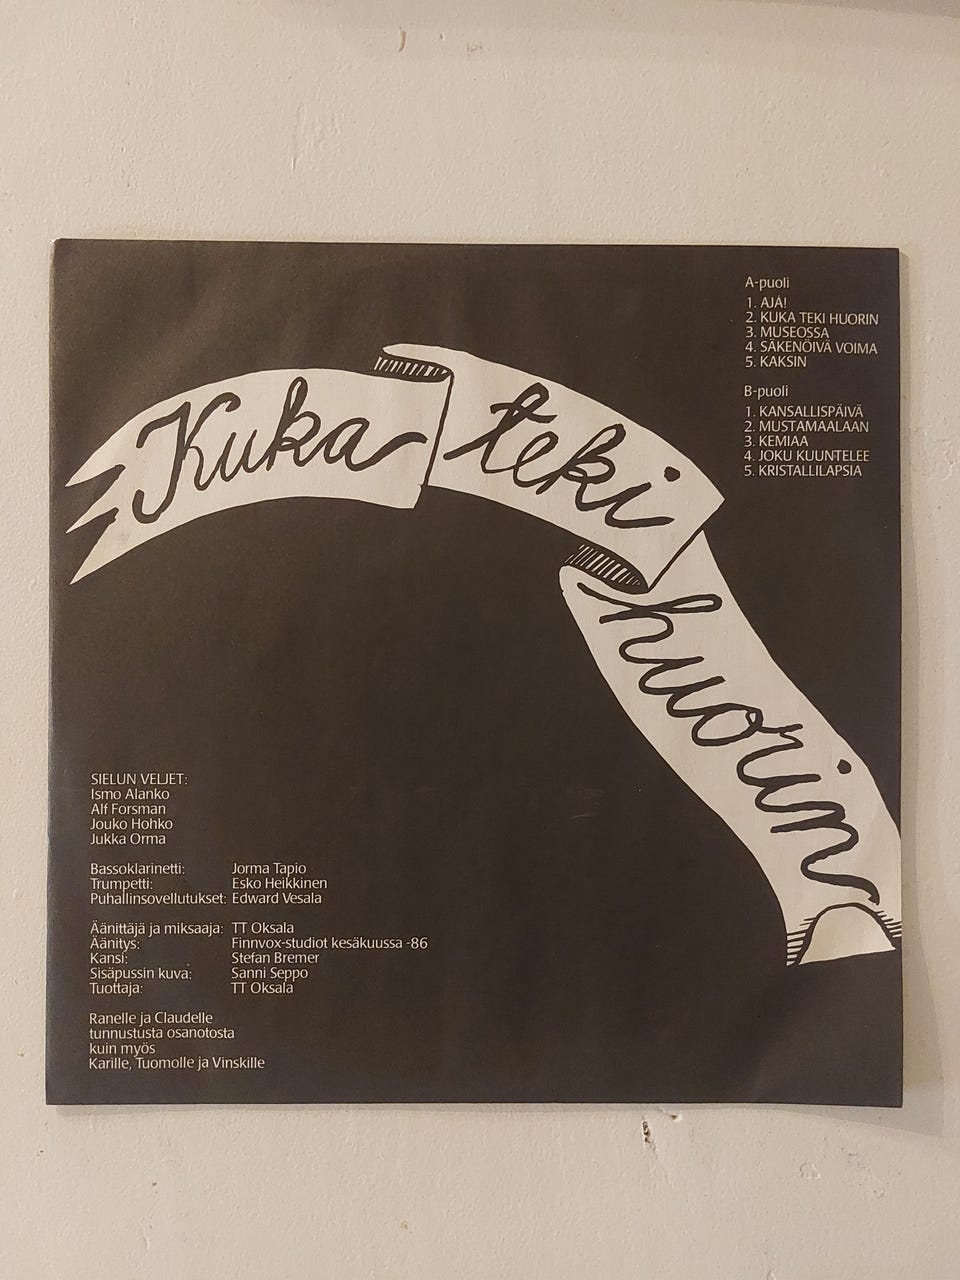 A-puoli
1. AJÁ!
2. KUKA TEKI HUORIN
3. MUSEOSSA
4. SÄKENÖIVÄ VOIMA
5. KAKSIN
B-puoli
1. KANSALLISPÄIVÄ
2. MUSTAMAALAAN
3. KEMIAA
4. JOKU KUUNTELEE
5. KRISTALLILAPSIA
Kuka teki huorin
SIELUN VELJET:
Ismo Alanko
Alf Forsman
Jouko Hohko
Jukka Orma
Bassoklarinetti: Jorma Tapio
Trumpetti: Esko Heikkinen
Puhallinsovellutukset: Edward Vesala
Äänittäjä ja miksaaja: TT Oksala
Äänitys: Finnvox-studiot kesäkuussa -86
Kansi: Stefan Bremer
Sisäpussin kuva: Sanni Seppo
Tuottaja: TT Oksala
Ranelle ja Claudelle
tunnustusta osanotosta
kuin myös
Karille, Tuomolle ja Vinskille